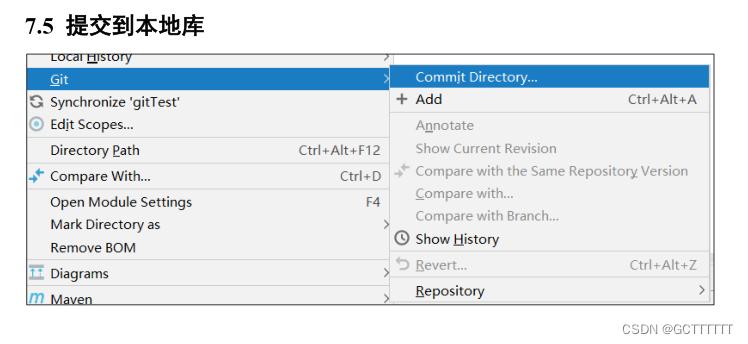 7.5 提交到本地库
Local History
Git
Synchronize 'gitTest'
Edit Scopes...
Directory Path Ctrl+Alt+F12
Compare With... Ctrl+D
Open Module Settings F4
Mark Directory as
Remove BOM
Diagrams
Maven
Commit Directory...
Add Ctrl+Alt+A
Annotate
Show Current Revision
Compare with the Same Repository Version
Compare with...
Compare with Branch...
Show History
Revert... Ctrl+Alt+Z
Repository
CSDN @GCTTTTTT